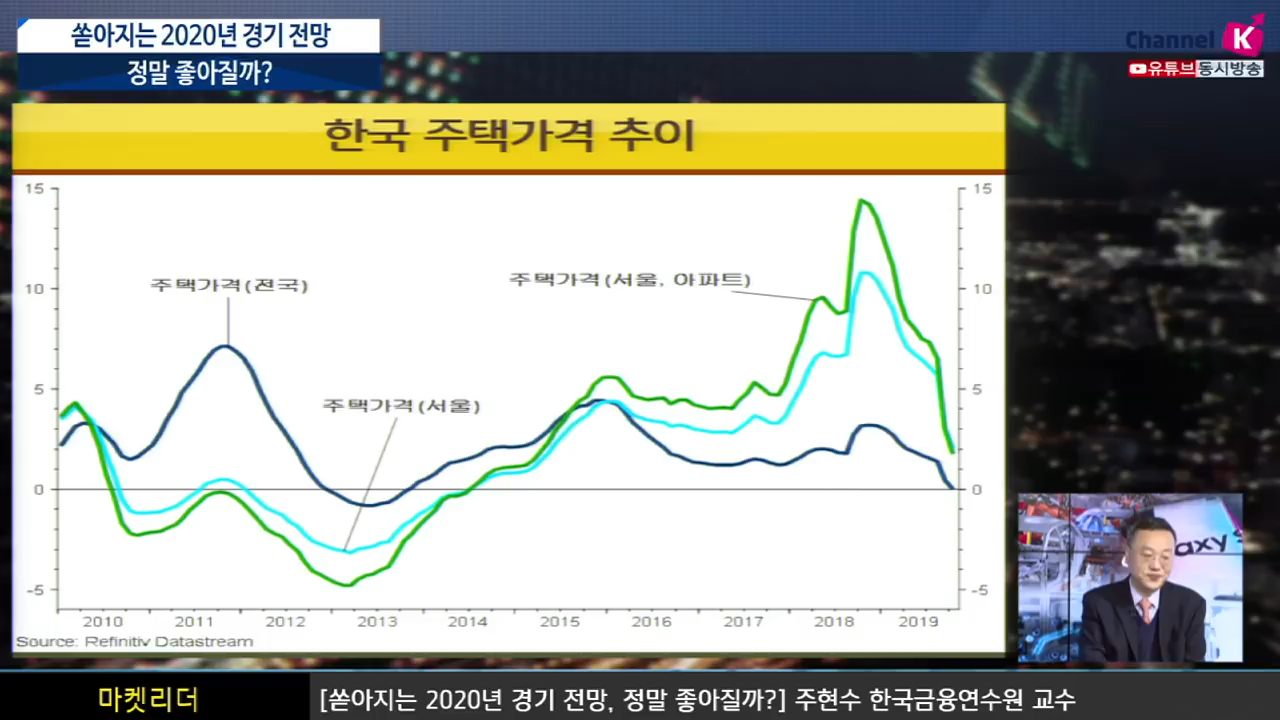 쏟아지는 2020년 경기 전망
정말 좋아질까?
Channel K
유튜브 동시방송
한국 주택가격 추이
15
15
주택가격(전국)
주택가격(서울, 아파트)
10
10
5
5
주택가격(서울)
0
0
-5
-5
2010 2011 2012 2013 2014 2015 2016 2017 2018 2019
Source: Refinitiv Datastream
axy
마켓리더
[쏟아지는 2020년 경기 전망, 정말 좋아질까?] 주현수 한국금융연수원 교수